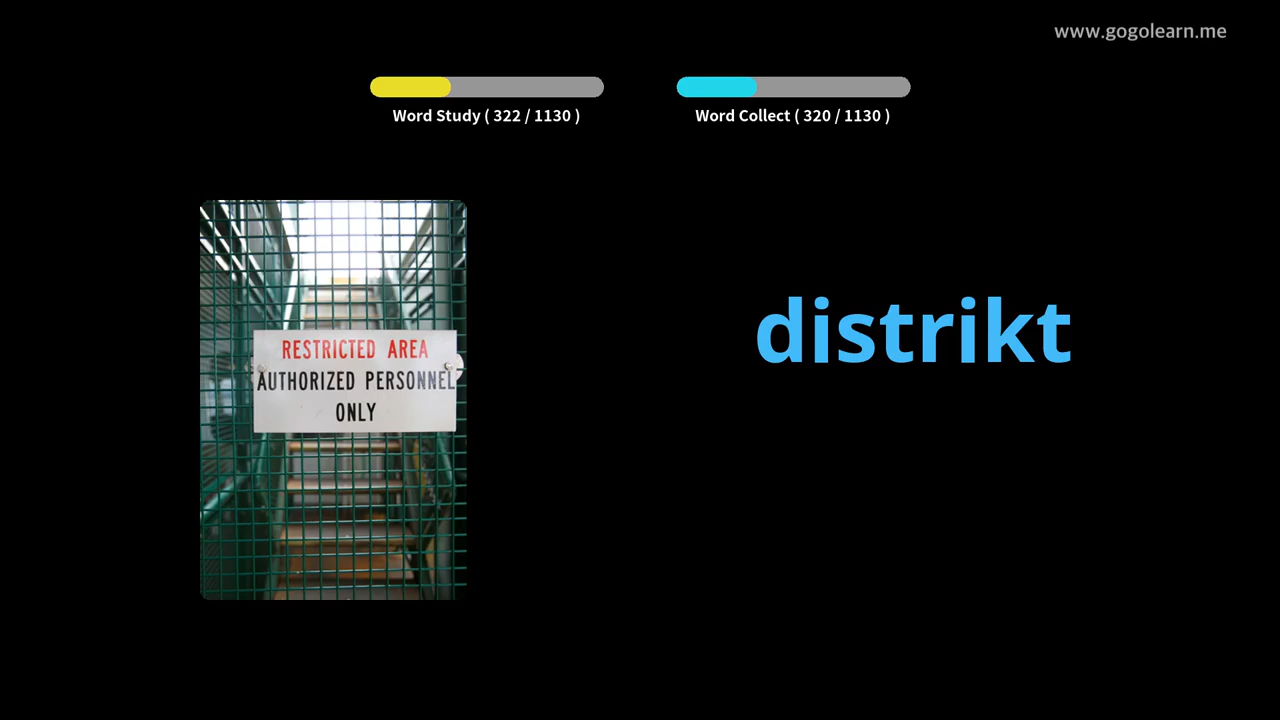 www.gogolearn.me
Word Study ( 322 / 1130 )
Word Collect ( 320 / 1130 )
RESTRICTED AREA
AUTHORIZED PERSONNEL
ONLY
distrikt